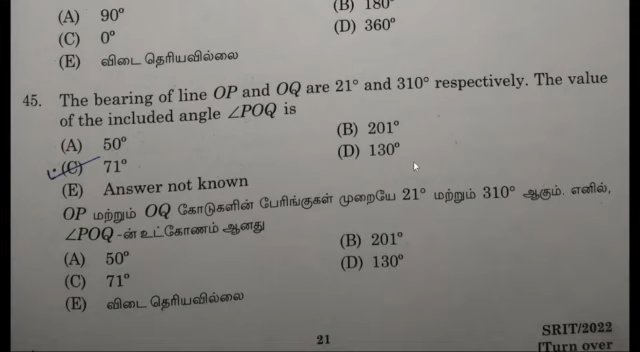 (A) 90° (B) 180°
(C) 0° (D) 360°
(E) விடை தெரியவில்லை
45. The bearing of line OP and OQ are 21° and 310° respectively. The value
of the included angle ∠POQ is
(A) 50° (B) 201°
(C) 71° (D) 130°
(E) Answer not known
OP மற்றும் OQ கோடுகளின் பேரிங்குகள் முறையே 21° மற்றும் 310° ஆகும். எனில்,
∠POQ -ன் உட்கோணம் ஆனது
(A) 50° (B) 201°
(C) 71° (D) 130°
(E) விடை தெரியவில்லை
21
SRIT/2022
[Turn over